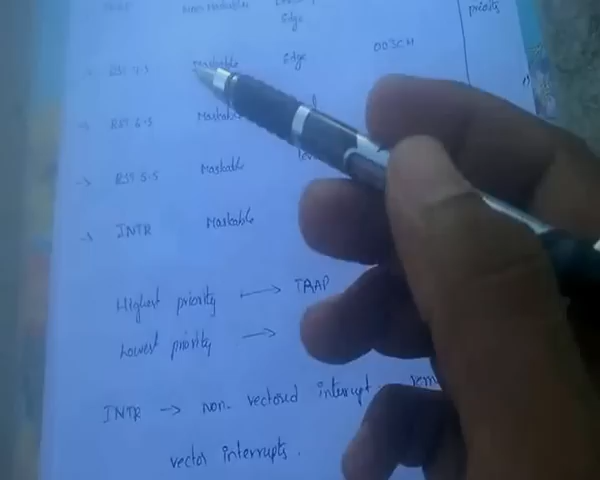 Non Maskable
Edge
priority
RST 7.5 Maskable Edge 003CH
→ RST 6.5 Maskable
→ RST 5.5 Maskable
→ INTR Maskable
Highest priority → TRAP
Lowest priority →
INTR → non-vectored interrupt.
vector interrupts.